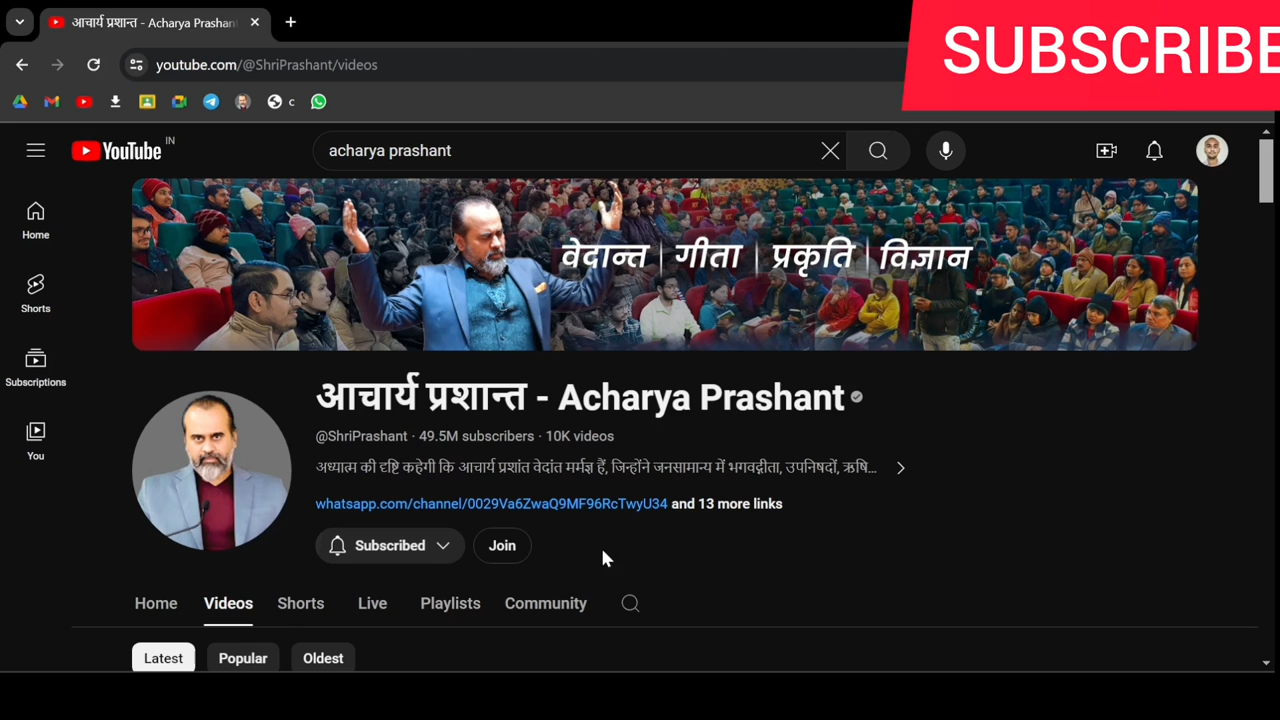 आचार्य प्रशान्त - Acharya Prashant
SUBSCRIBE
youtube.com/@ShriPrashant/videos
c
YouTube IN
acharya prashant
वेदान्त | गीता | प्रकृति | विज्ञान
Home
Shorts
Subscriptions
You
आचार्य प्रशान्त - Acharya Prashant
@ShriPrashant · 49.5M subscribers · 10K videos
अध्यात्म की दृष्टि कहेगी कि आचार्य प्रशांत वेदांत मर्मज्ञ हैं, जिन्होंने जनसामान्य में भगवद्गीता, उपनिषदों, ऋषि...
whatsapp.com/channel/0029Va6ZwaQ9MF96RcTwyU34 and 13 more links
Subscribed Join
Home Videos Shorts Live Playlists Community
Latest Popular Oldest